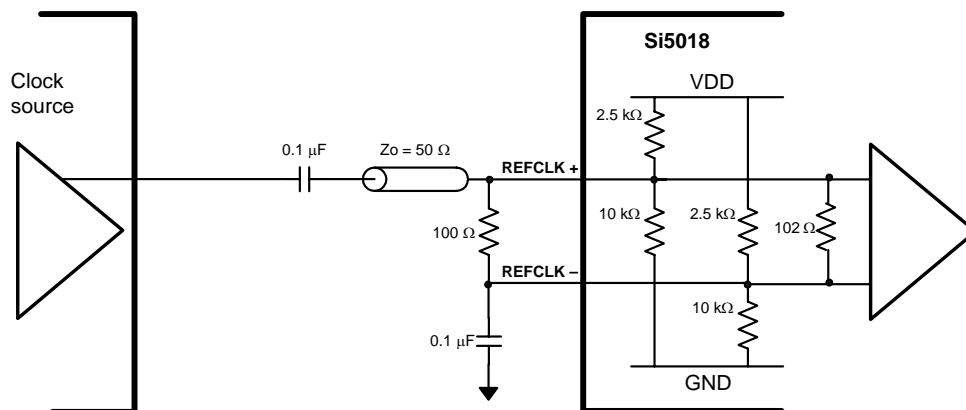 Si5018
Clock
source
VDD
2.5 kΩ
0.1 μF
Zo = 50 Ω
REFCLK +
10 kΩ
2.5 kΩ
102 Ω
100 Ω
REFCLK –
10 kΩ
0.1 μF
GND